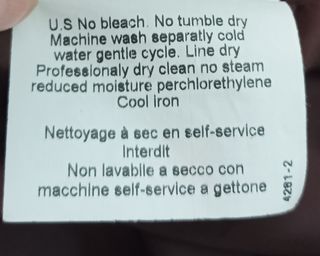 U.S No bleach. No tumble dry
Machine wash separatly cold
water gentle cycle. Line dry
Professionaly dry clean no steam
reduced moisture perchlorethylene
Cool iron
Nettoyage à sec en self-service
Interdit
Non lavabile a secco con
macchine self-service a gettone
4261-2